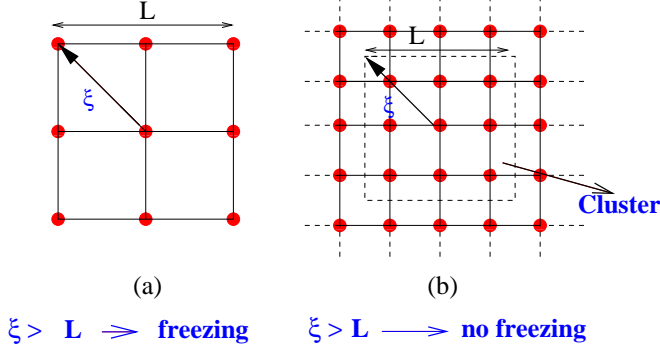 L
ξ
L
ξ
Cluster
(a)
(b)
ξ > L → freezing
ξ > L → no freezing